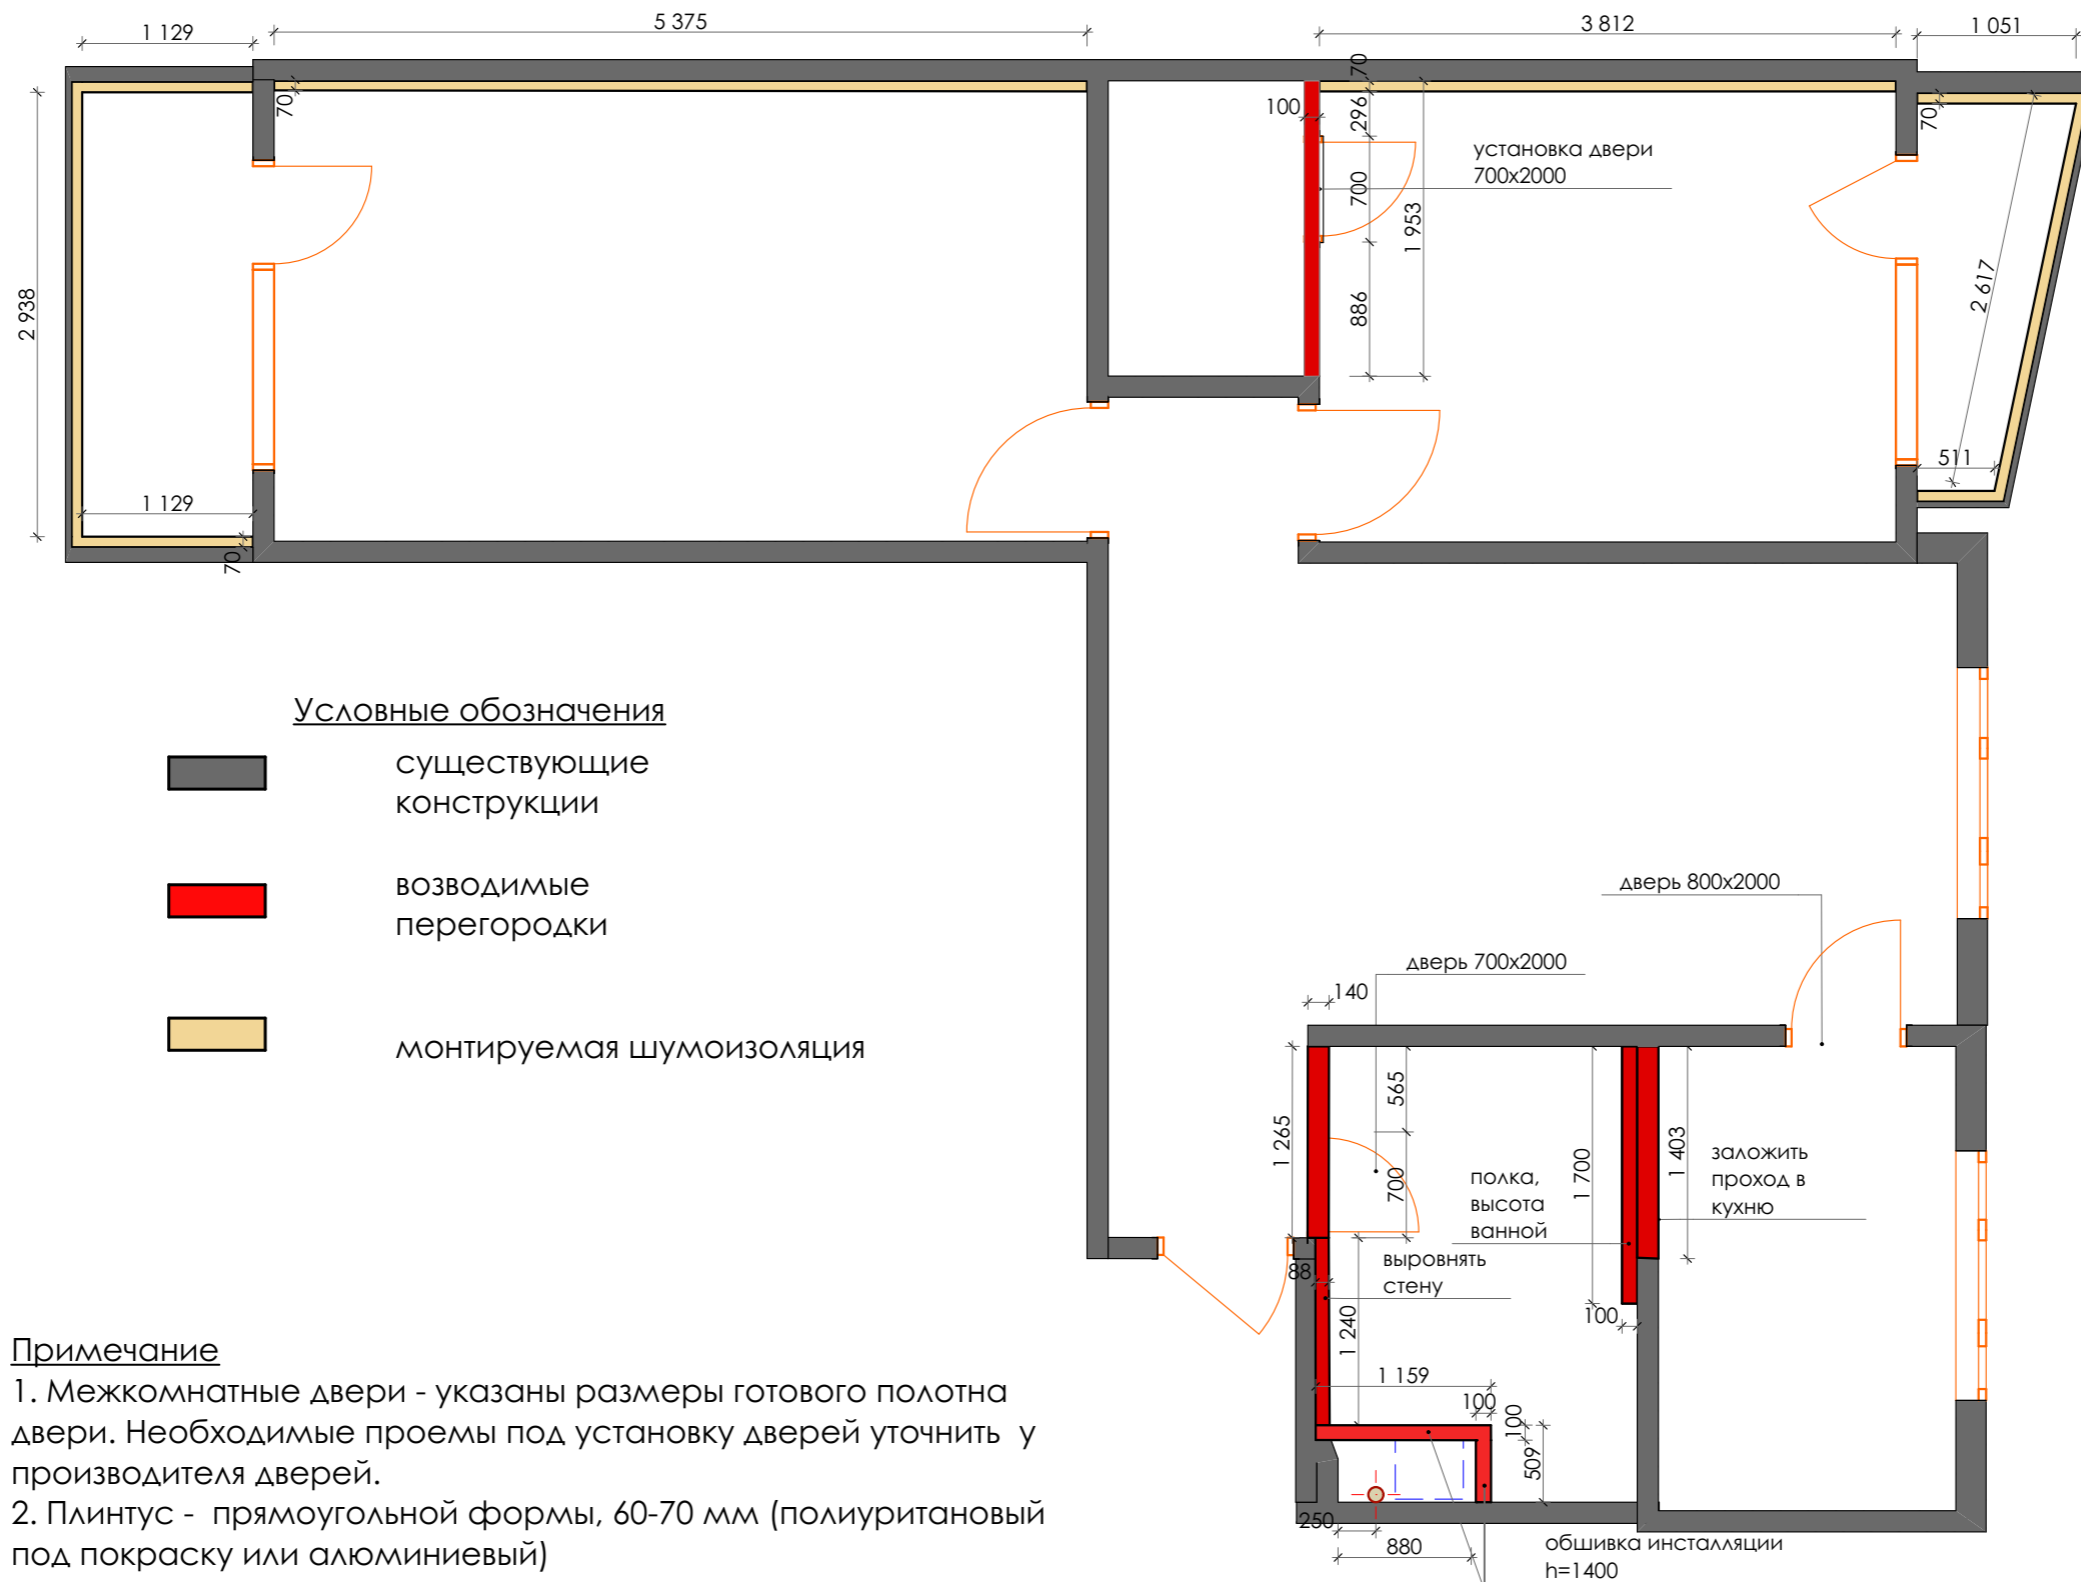 1 129
5 375
3 812
1 051
70
70
100
296
70
установка двери
700х2000
700
1 953
2 938
886
2 617
511
1 129
70
Условные обозначения
существующие
конструкции
возводимые
перегородки
монтируемая шумоизоляция
дверь 800х2000
дверь 700х2000
140
565
1 265
700
1 700
1 403
заложить
проход в
кухню
полка,
высота
ванной
выровнять
стену
88
1 240
100
1 159
100
100
509
250
880
обшивка инсталляции
h=1400
Примечание
1. Межкомнатные двери - указаны размеры готового полотна
двери. Необходимые проемы под установку дверей уточнить у
производителя дверей.
2. Плинтус - прямоугольной формы, 60-70 мм (полиуритановый
под покраску или алюминиевый)